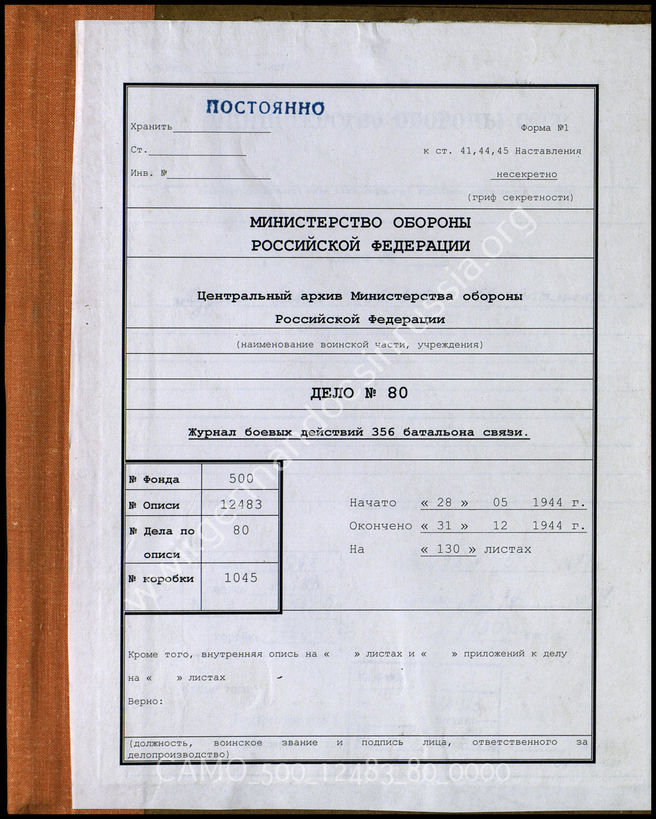 ПОСТОЯННО
Хранить
Форма №1
Ст.
к ст. 41,44,45 Наставления
Инв. №
несекретно
(гриф секретности)
МИНИСТЕРСТВО ОБОРОНЫ
РОССИЙСКОЙ ФЕДЕРАЦИИ
Центральный архив Министерства обороны
Российской Федерации
(наименование воинской части, учреждения)
ДЕЛО № 80
Журнал боевых действий 356 батальона связи.
№ Фонда 500
№ Описи 12483
№ Дела по описи 80
№ коробки 1045
Начато « 28 » 05 1944 г.
Окончено « 31 » 12 1944 г.
На « 130 » листах
Кроме того, внутренняя опись на « » листах и « » приложений к делу
на « » листах
Верно:
(должность, воинское звание и подпись лица, ответственного за
делопроизводство)
www.germandocsinrussia.org
САМО_500_12483_80_0000